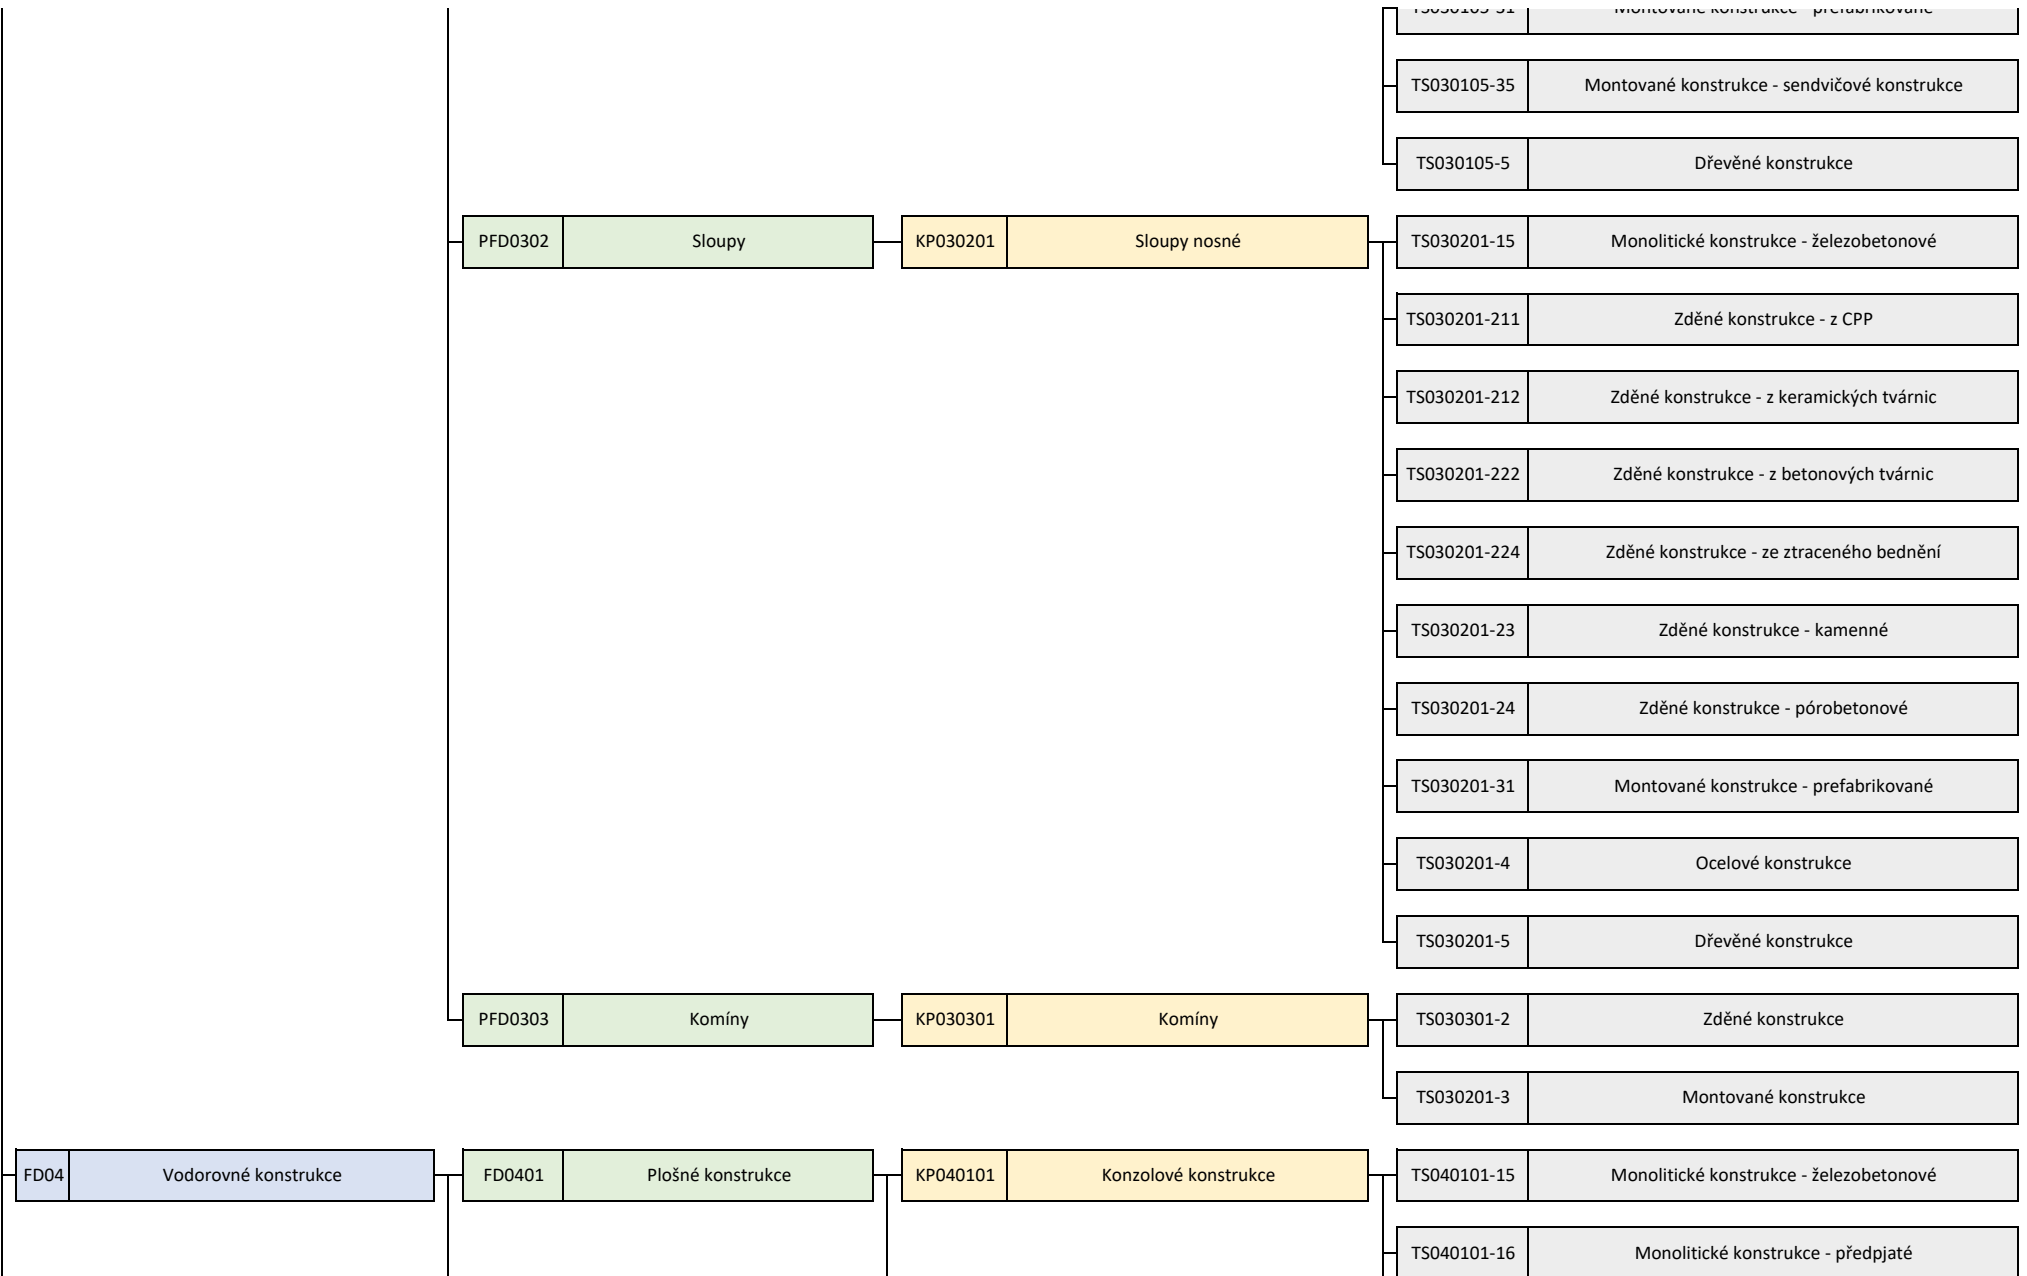 TS030105-31 Montované konstrukce - prefabrikované
TS030105-35 Montované konstrukce - sendvičové konstrukce
TS030105-5 Dřevěné konstrukce
PFD0302 Sloupy KP030201 Sloupy nosné TS030201-15 Monolitické konstrukce - železobetonové
TS030201-211 Zděné konstrukce - z CPP
TS030201-212 Zděné konstrukce - z keramických tvárnic
TS030201-222 Zděné konstrukce - z betonových tvárnic
TS030201-224 Zděné konstrukce - ze ztraceného bednění
TS030201-23 Zděné konstrukce - kamenné
TS030201-24 Zděné konstrukce - pórobetonové
TS030201-31 Montované konstrukce - prefabrikované
TS030201-4 Ocelové konstrukce
TS030201-5 Dřevěné konstrukce
PFD0303 Komíny KP030301 Komíny TS030301-2 Zděné konstrukce
TS030201-3 Montované konstrukce
FD04 Vodorovné konstrukce FD0401 Plošné konstrukce KP040101 Konzolové konstrukce TS040101-15 Monolitické konstrukce - železobetonové
TS040101-16 Monolitické konstrukce - předpjaté